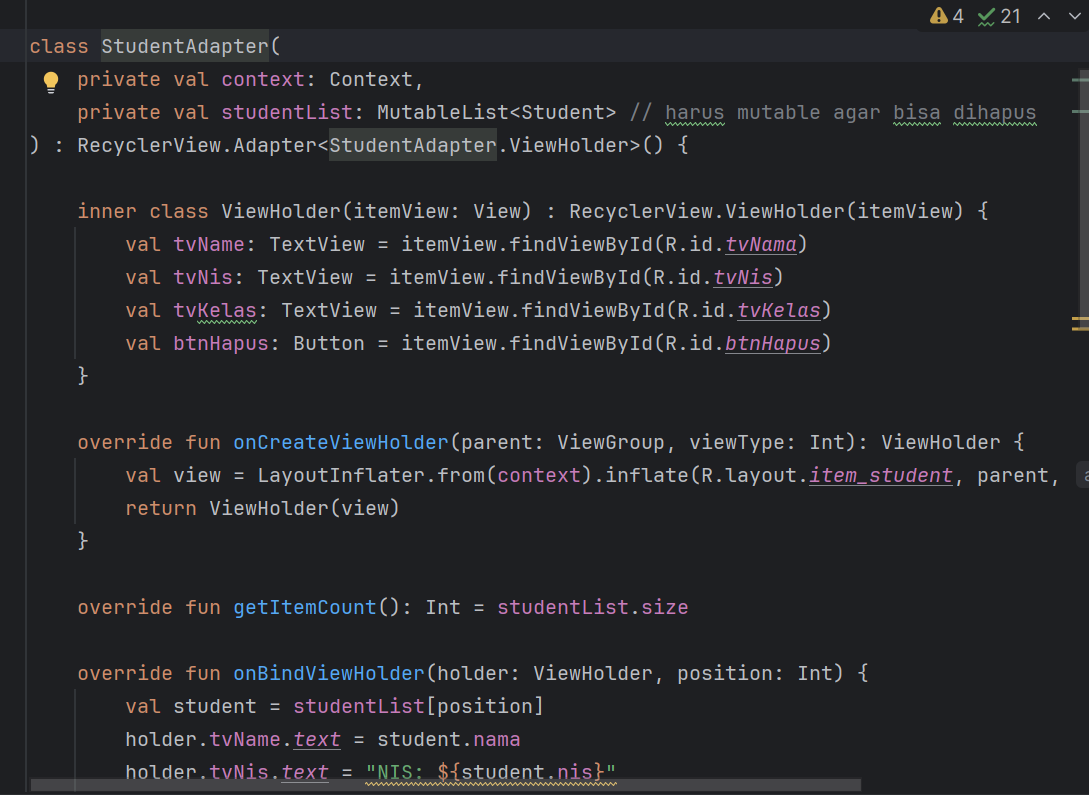 4 21
class StudentAdapter(
    private val context: Context,
    private val studentList: MutableList<Student> // harus mutable agar bisa dihapus
) : RecyclerView.Adapter<StudentAdapter.ViewHolder>() {
    inner class ViewHolder(itemView: View) : RecyclerView.ViewHolder(itemView) {
        val tvName: TextView = itemView.findViewById(R.id.tvNama)
        val tvNis: TextView = itemView.findViewById(R.id.tvNis)
        val tvKelas: TextView = itemView.findViewById(R.id.tvKelas)
        val btnHapus: Button = itemView.findViewById(R.id.btnHapus)
    }
    override fun onCreateViewHolder(parent: ViewGroup, viewType: Int): ViewHolder {
        val view = LayoutInflater.from(context).inflate(R.layout.item_student, parent,
        return ViewHolder(view)
    }
    override fun getItemCount(): Int = studentList.size
    override fun onBindViewHolder(holder: ViewHolder, position: Int) {
        val student = studentList[position]
        holder.tvName.text = student.nama
        holder.tvNis.text = "NIS: ${student.nis}"